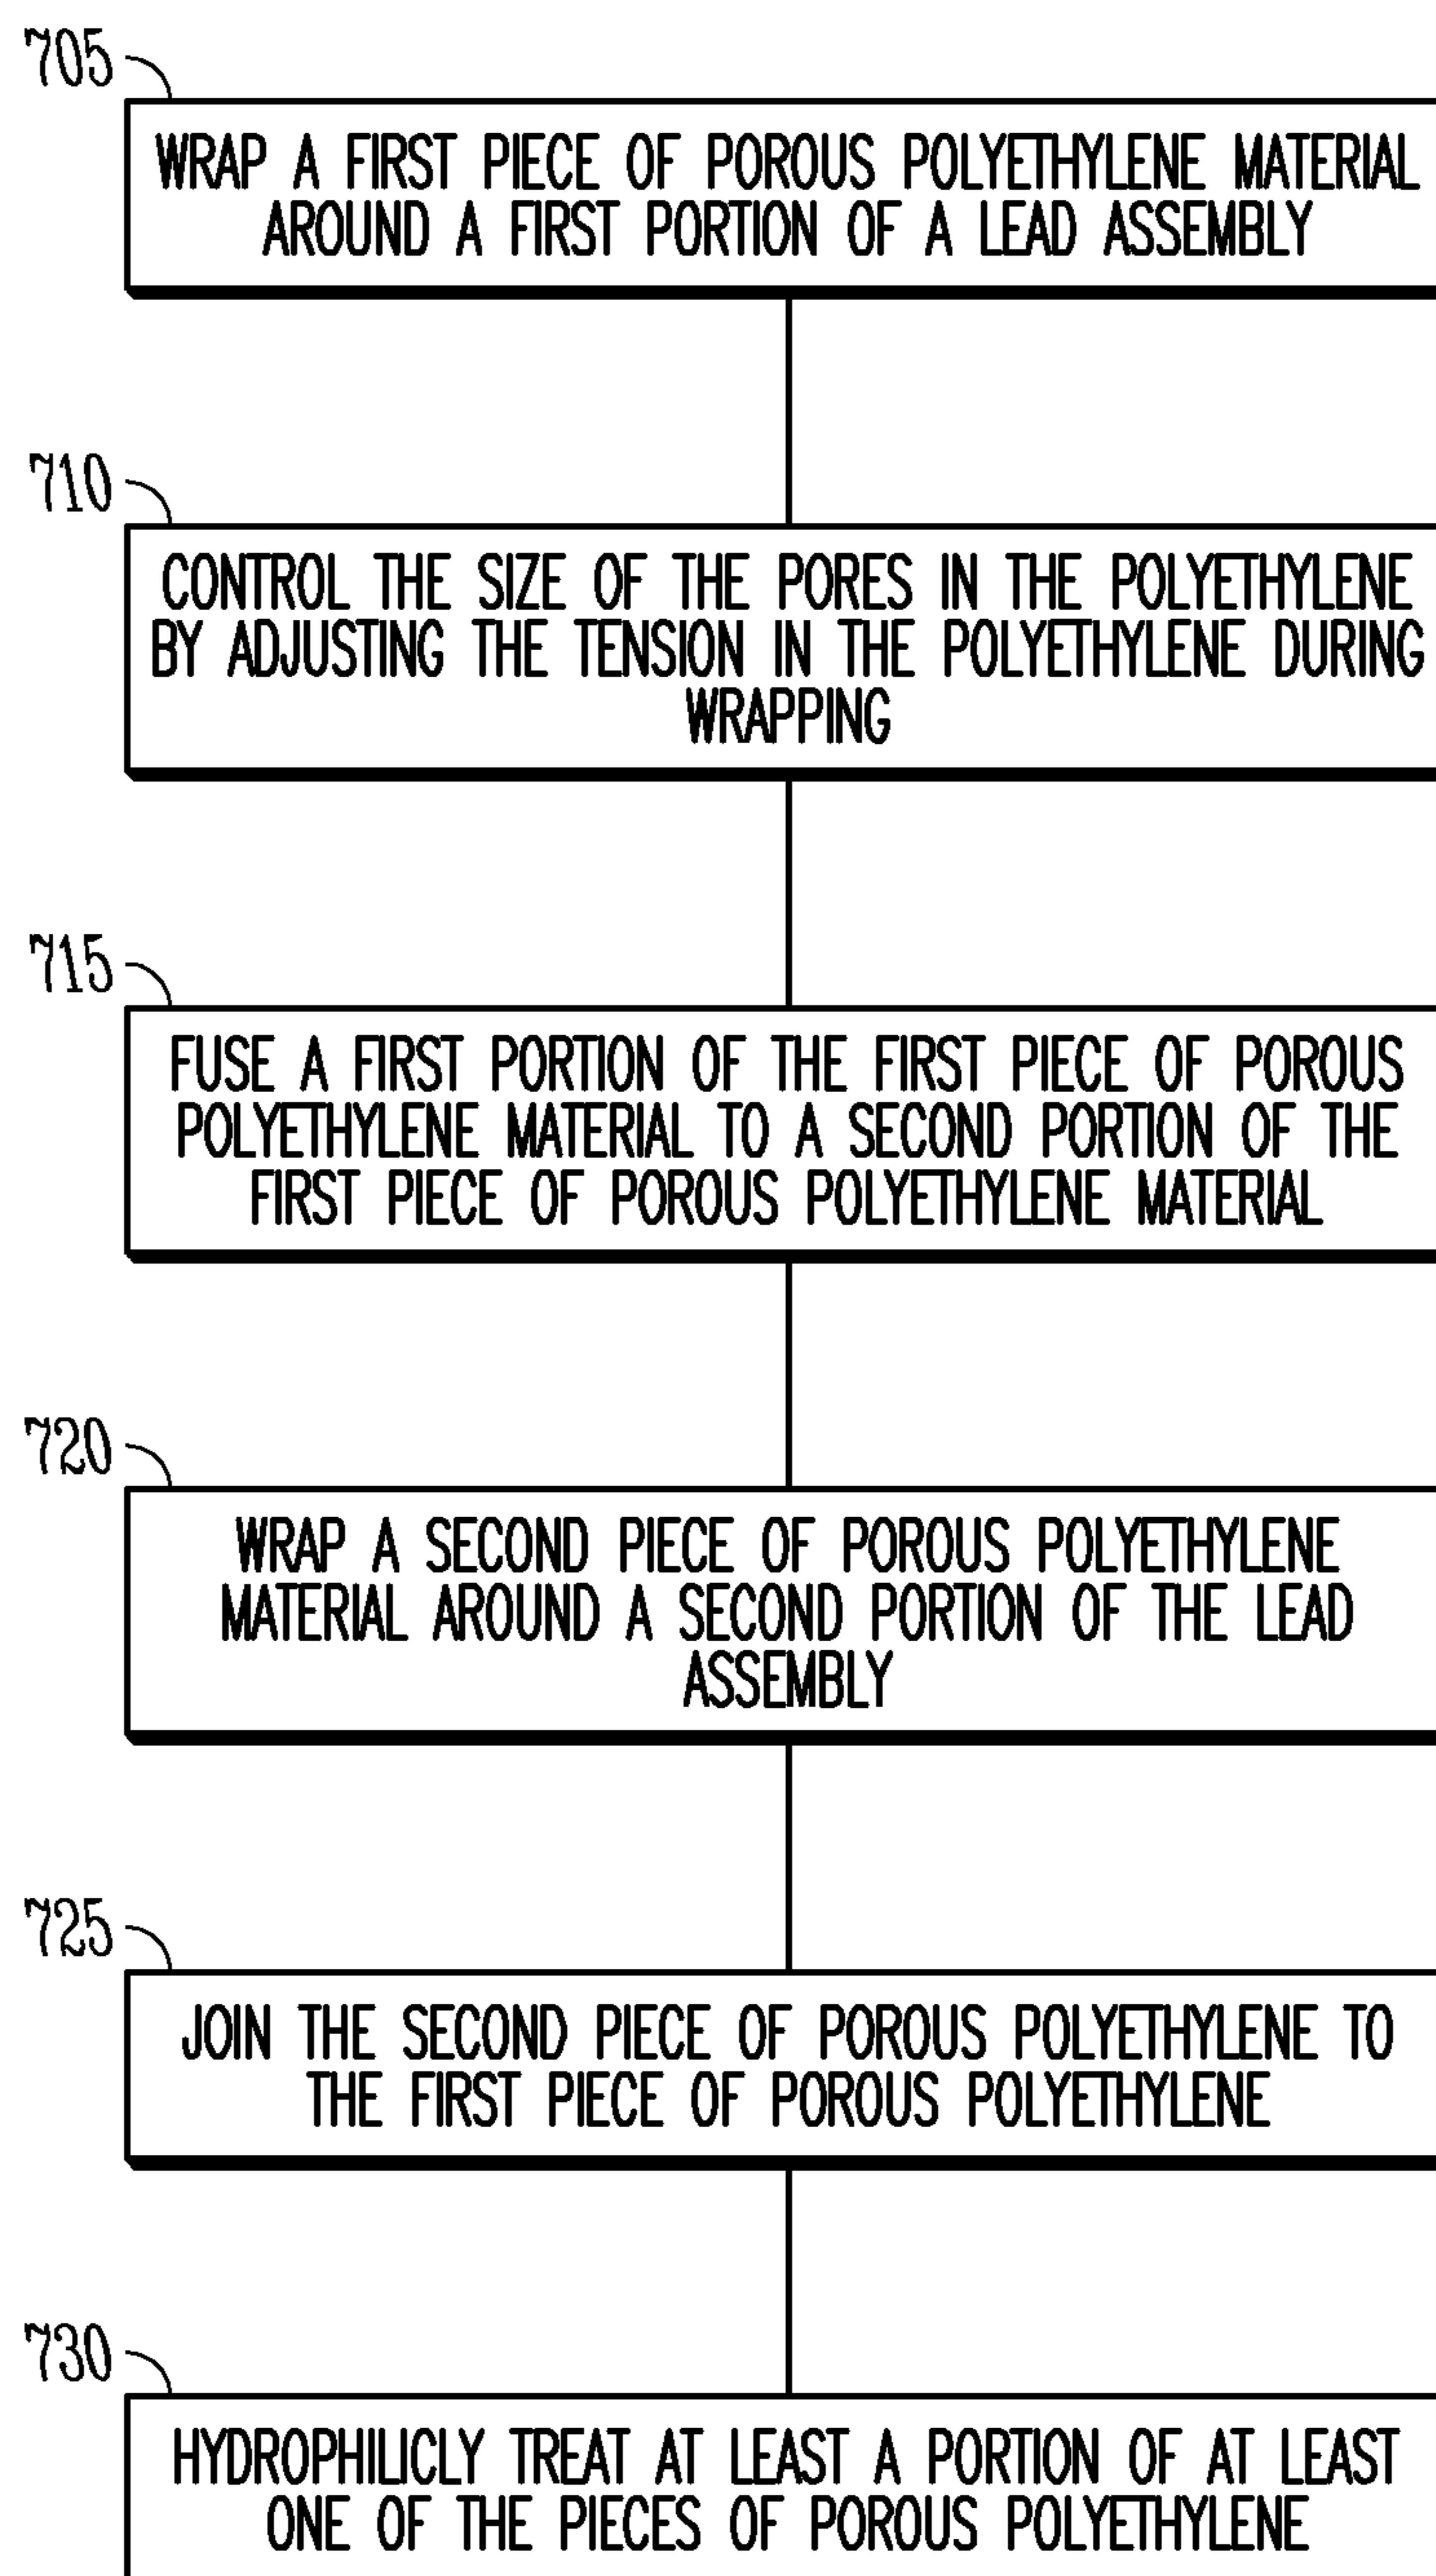 705
WRAP A FIRST PIECE OF POROUS POLYETHYLENE MATERIAL
AROUND A FIRST PORTION OF A LEAD ASSEMBLY
710
CONTROL THE SIZE OF THE PORES IN THE POLYETHYLENE
BY ADJUSTING THE TENSION IN THE POLYETHYLENE DURING
WRAPPING
715
FUSE A FIRST PORTION OF THE FIRST PIECE OF POROUS
POLYETHYLENE MATERIAL TO A SECOND PORTION OF THE
FIRST PIECE OF POROUS POLYETHYLENE MATERIAL
720
WRAP A SECOND PIECE OF POROUS POLYETHYLENE
MATERIAL AROUND A SECOND PORTION OF THE LEAD
ASSEMBLY
725
JOIN THE SECOND PIECE OF POROUS POLYETHYLENE TO
THE FIRST PIECE OF POROUS POLYETHYLENE
730
HYDROPHILICLY TREAT AT LEAST A PORTION OF AT LEAST
ONE OF THE PIECES OF POROUS POLYETHYLENE